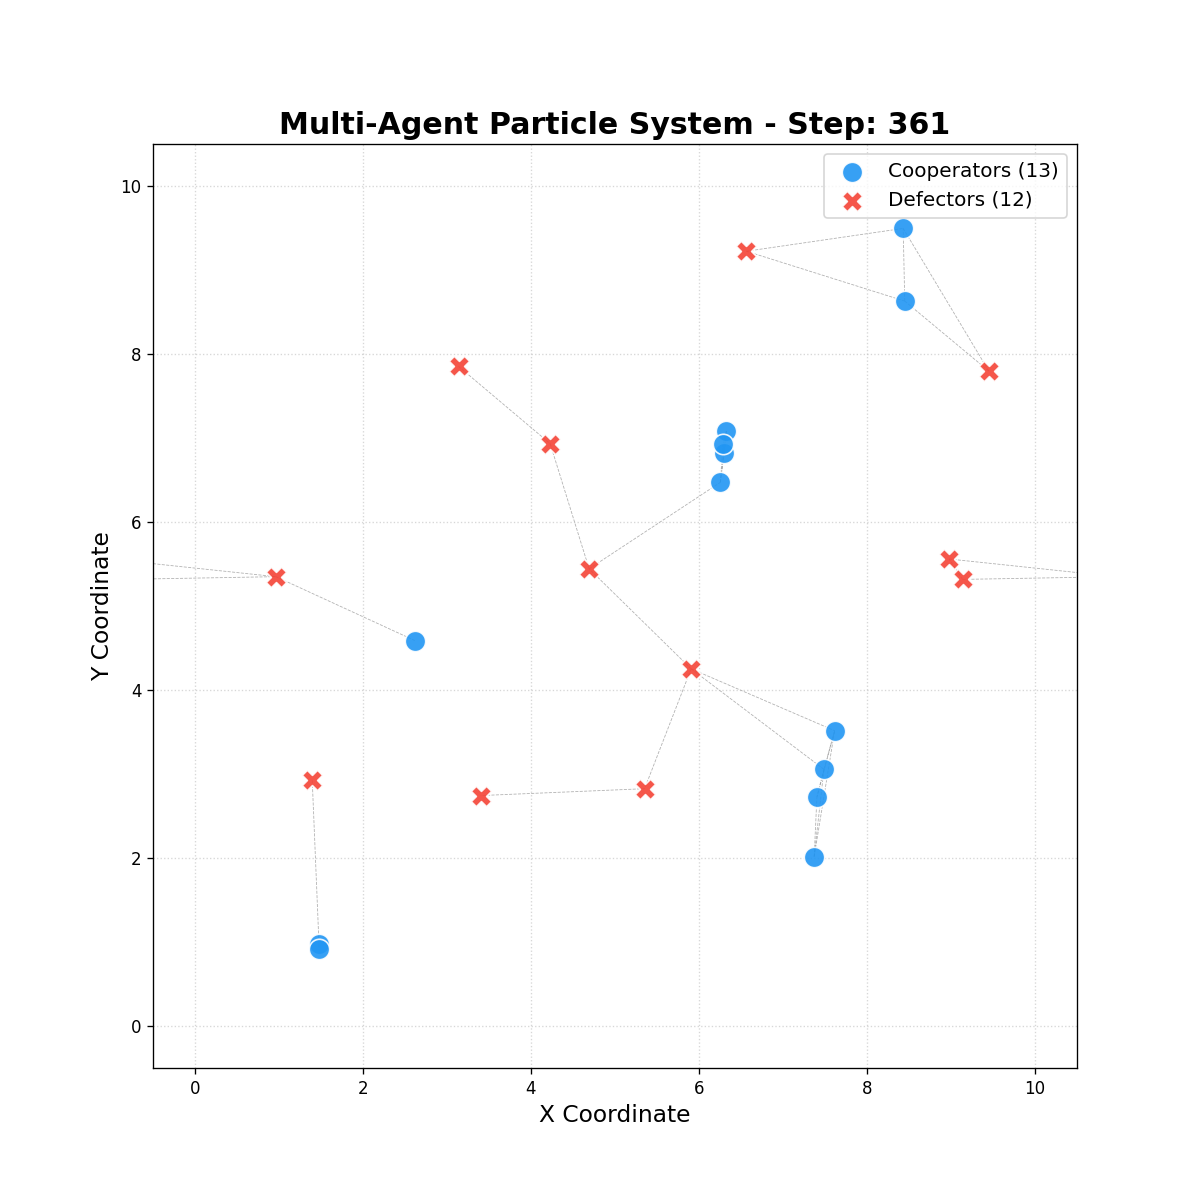 Multi-Agent Particle System - Step: 361
Cooperators (13)
Defectors (12)
10
8
6
4
2
0
Y Coordinate
0 2 4 6 8 10
X Coordinate